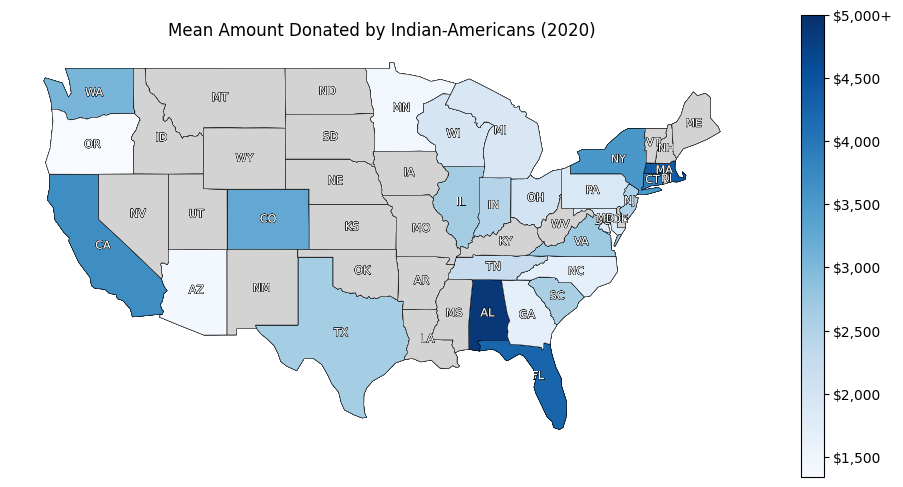 Mean Amount Donated by Indian-Americans (2020)
$5,000+
$4,500
$4,000
$3,500
$3,000
$2,500
$2,000
$1,500
WA
MT
ND
MN
ME
OR
ID
SD
WI
MI
VT
NH
WY
NY
MA
CT
RI
IA
NE
PA
NV
UT
CO
IL
IN
OH
NJ
MD
DE
CA
KS
MO
WV
KY
VA
OK
TN
NC
AZ
NM
AR
SC
TX
MS
AL
GA
LA
FL